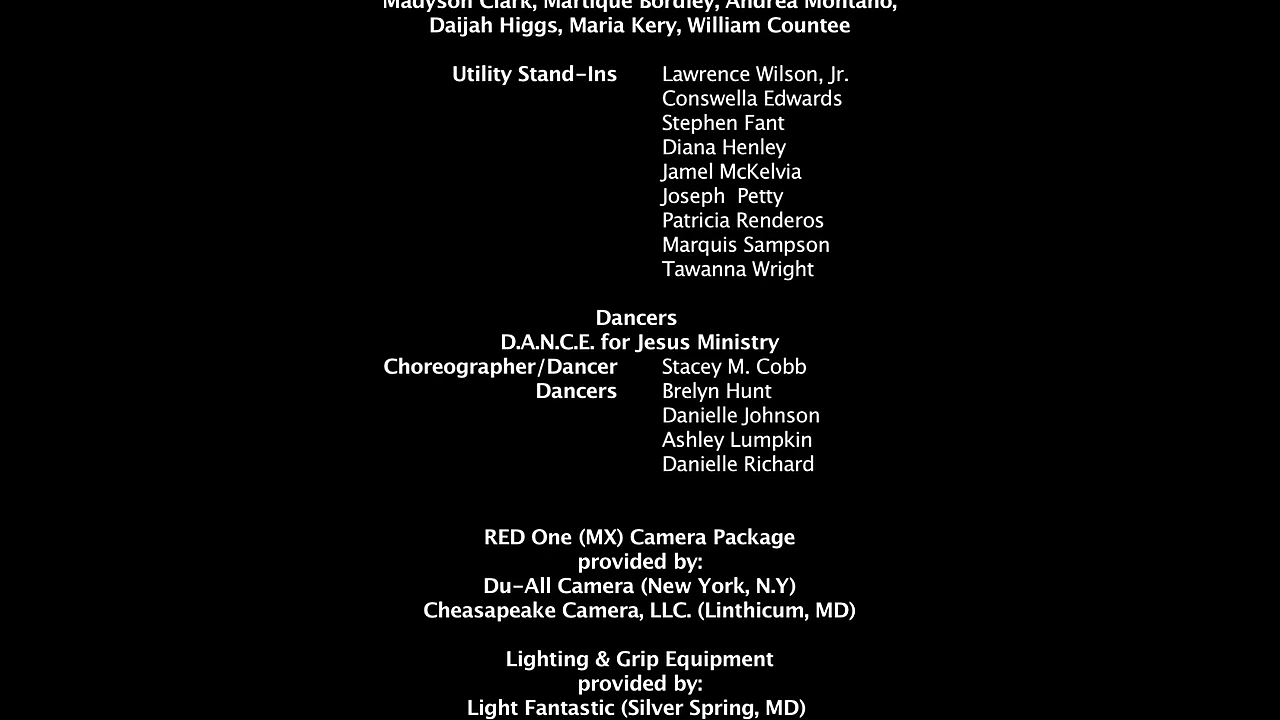 Madyson Clark, Martique Bordley, Andrea Montano,
Daijah Higgs, Maria Kery, William Countee
Utility Stand-Ins Lawrence Wilson, Jr.
Conswella Edwards
Stephen Fant
Diana Henley
Jamel McKelvia
Joseph  Petty
Patricia Renderos
Marquis Sampson
Tawanna Wright
Dancers
D.A.N.C.E. for Jesus Ministry
Choreographer/Dancer Stacey M. Cobb
Dancers Brelyn Hunt
Danielle Johnson
Ashley Lumpkin
Danielle Richard
RED One (MX) Camera Package
provided by:
Du-All Camera (New York, N.Y)
Cheasapeake Camera, LLC. (Linthicum, MD)
Lighting & Grip Equipment
provided by:
Light Fantastic (Silver Spring, MD)